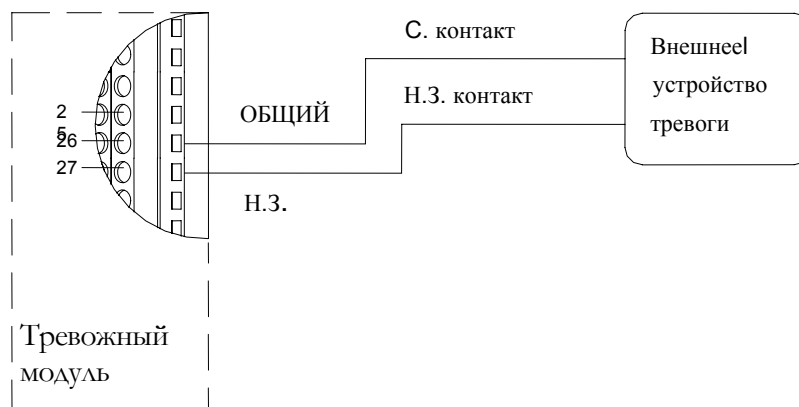 С. контакт
Внешнееl
устройство
тревоги
Н.З. контакт
ОБЩИЙ
2
5
26
27
Н.З.
Тревожный
модуль